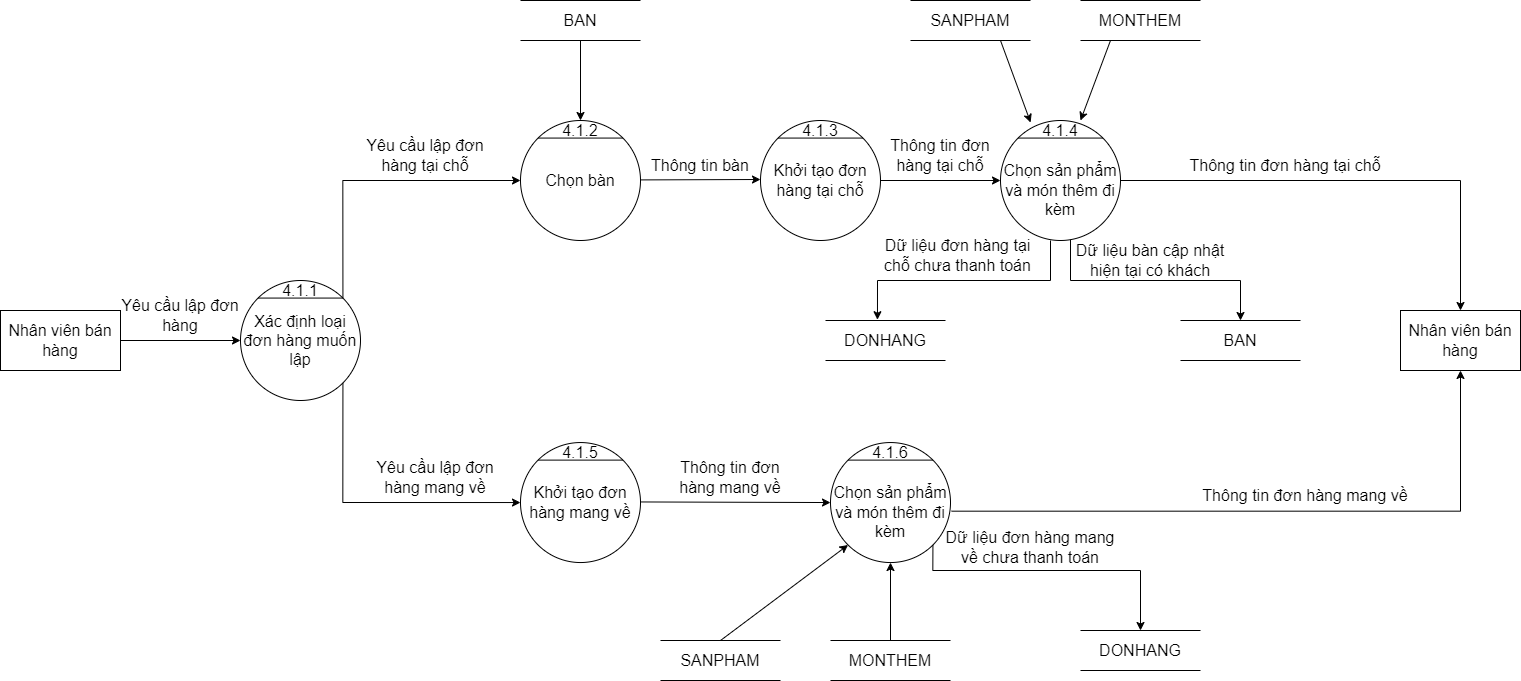 BAN
SANPHAM
MONTHEM
4.1.2
Chọn bàn
4.1.3
Khởi tạo đơn
hàng tại chỗ
4.1.4
Chọn sản phẩm
và món thêm đi
kèm
Yêu cầu lập đơn
hàng tại chỗ
Thông tin bàn
Thông tin đơn
hàng tại chỗ
Thông tin đơn hàng tại chỗ
Dữ liệu đơn hàng tại
chỗ chưa thanh toán
Dữ liệu bàn cập nhật
hiện tại có khách
DONHANG
BAN
Nhân viên bán
hàng
Yêu cầu lập đơn
hàng
4.1.1
Xác định loại
đơn hàng muốn
lập
Nhân viên bán
hàng
Yêu cầu lập đơn
hàng mang về
4.1.5
Khởi tạo đơn
hàng mang về
Thông tin đơn
hàng mang về
4.1.6
Chọn sản phẩm
và món thêm đi
kèm
Thông tin đơn hàng mang về
Dữ liệu đơn hàng mang
về chưa thanh toán
SANPHAM
MONTHEM
DONHANG